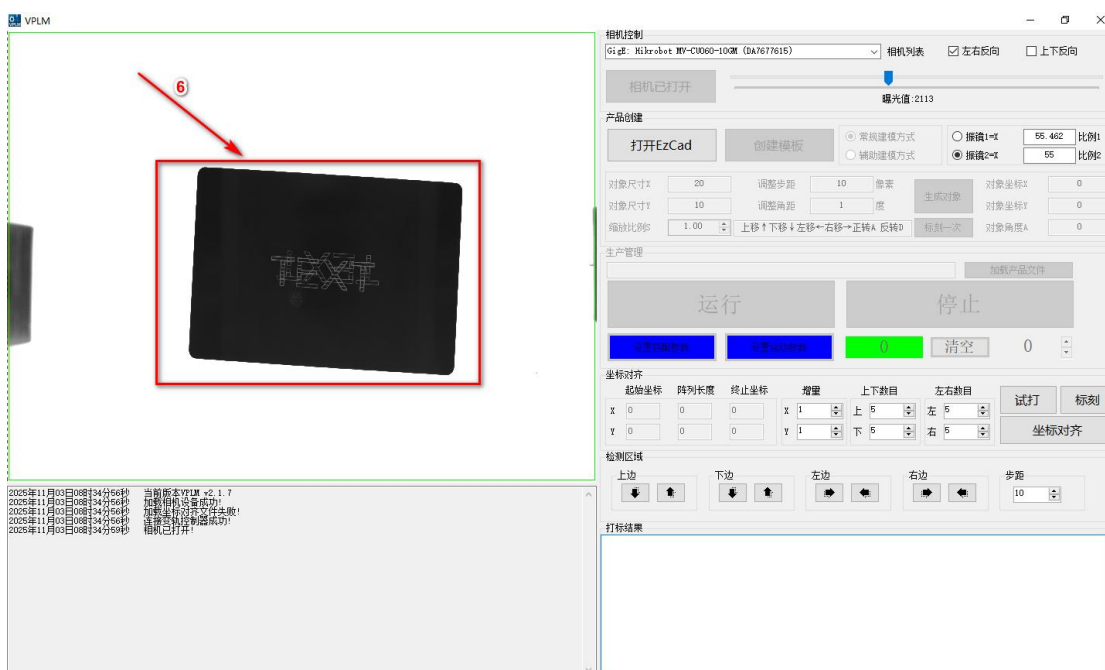 VPLM
相机控制
GigE: Hikrobot MV-CU060-10GM (DA7677615) 相机列表 左右反向 上下反向
相机已打开
曝光值:2113
产品创建
打开EzCad 创建模板 常规建模方式 振镜1=X 55.462 比例1
辅助建模方式 振镜2=X 55 比例2
对象尺寸X 20 调整步距 10 像素 生成对象 对象坐标X 0
对象尺寸Y 10 调整角距 1 度 对象坐标Y 0
缩放比例S 1.00 上移↑下移↓左移←右移→正转A 反转D 标刻一次 对象角度A 0
生产管理
加载产品文件
运行 停止
0 清空 0
坐标对齐
起始坐标 阵列长度 终止坐标 增量 上下数目 左右数目
X 0 0 0 X 1 上 5 左 5 试打 标刻
Y 0 0 0 Y 1 下 5 右 5 坐标对齐
检测区域
上边 下边 左边 右边 步距
10
打标结果
6
TEXT
2025年11月03日08时34分56秒 当前版本VPLM v2.1.7
2025年11月03日08时34分56秒 加载相机设备成功!
2025年11月03日08时34分56秒 加载坐标对齐文件失败!
2025年11月03日08时34分56秒 连接变轨控制器成功!
2025年11月03日08时34分59秒 相机已打开!